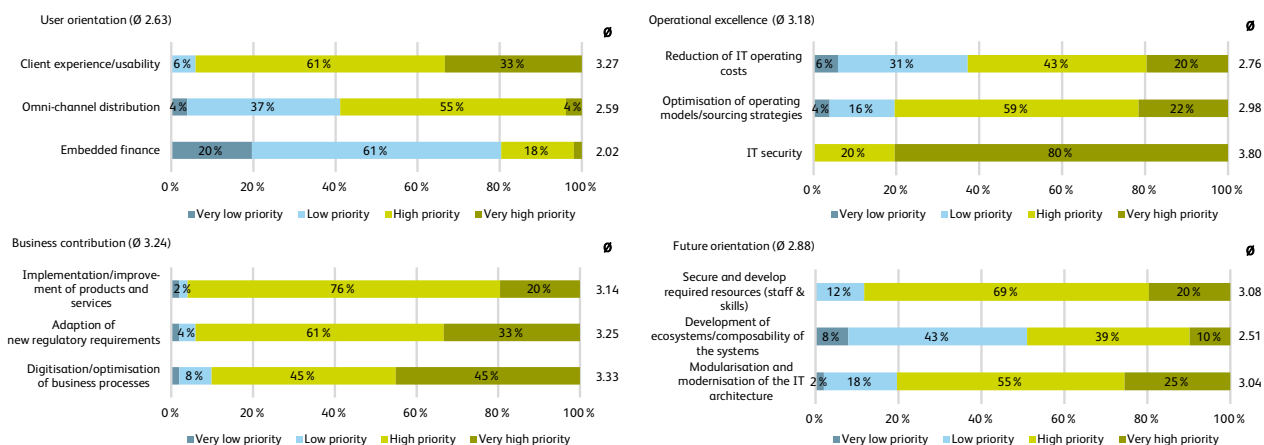 User orientation (Ø 2.63)
Ø
Client experience/usability
6 %
61 %
33 %
3.27
Omni-channel distribution
4 %
37 %
55 %
4 %
2.59
Embedded finance
20 %
61 %
18 %
2.02
0 %
20 %
40 %
60 %
80 %
100 %
Very low priority
Low priority
High priority
Very high priority
Operational excellence (Ø 3.18)
Ø
Reduction of IT operating
costs
6 %
31 %
43 %
20 %
2.76
Optimisation of operating
models/sourcing strategies
4 %
16 %
59 %
22 %
2.98
IT security
20 %
80 %
3.80
0 %
20 %
40 %
60 %
80 %
100 %
Very low priority
Low priority
High priority
Very high priority
Business contribution (Ø 3.24)
Ø
Implementation/improve-
ment of products and
services
2 %
76 %
20 %
3.14
Adaption of
new regulatory requirements
4 %
61 %
33 %
3.25
Digitisation/optimisation
of business processes
8 %
45 %
45 %
3.33
0 %
20 %
40 %
60 %
80 %
100 %
Very low priority
Low priority
High priority
Very high priority
Future orientation (Ø 2.88)
Ø
Secure and develop
required resources (staff &
skills)
12 %
69 %
20 %
3.08
Development of
ecosystems/composability of
the systems
8 %
43 %
39 %
10 %
2.51
Modularisation and
modernisation of the IT
architecture
2 %
18 %
55 %
25 %
3.04
0 %
20 %
40 %
60 %
80 %
100 %
Very low priority
Low priority
High priority
Very high priority